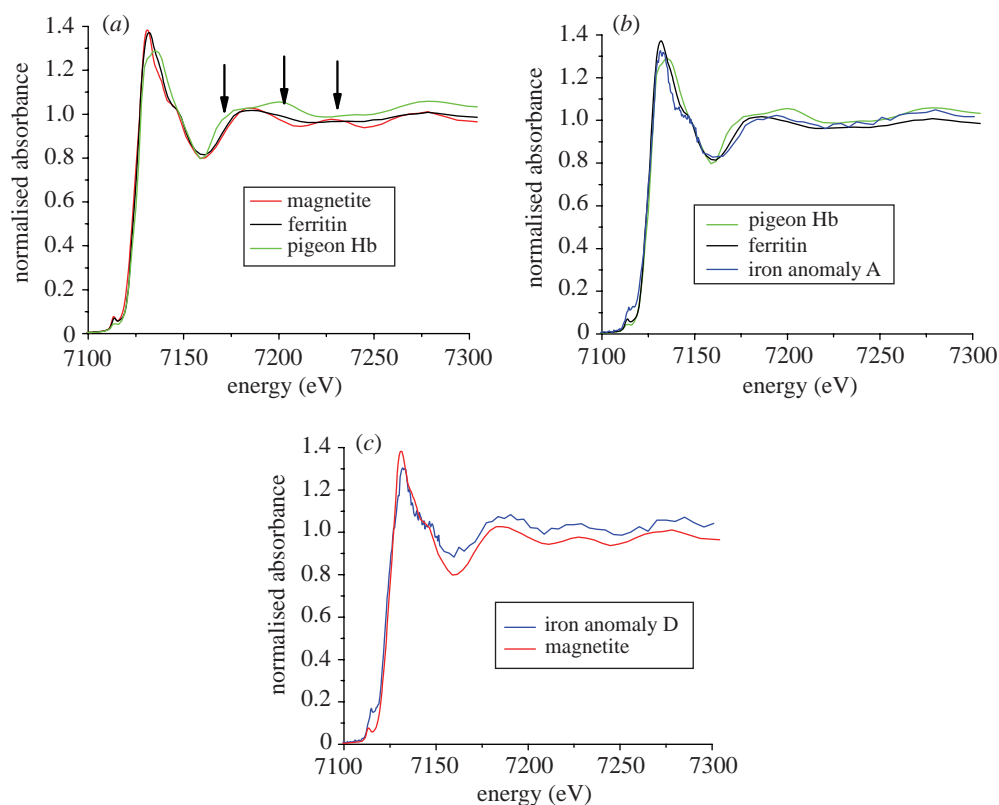 (a)
normalised absorbance
1.4
1.2
1.0
0.8
0.6
0.4
0.2
0
magnetite
ferritin
pigeon Hb
7100 7150 7200 7250 7300
energy (eV)
(b)
normalised absorbance
1.4
1.2
1.0
0.8
0.6
0.4
0.2
0
pigeon Hb
ferritin
iron anomaly A
7100 7150 7200 7250 7300
energy (eV)
(c)
normalised absorbance
1.4
1.2
1.0
0.8
0.6
0.4
0.2
0
iron anomaly D
magnetite
7100 7150 7200 7250 7300
energy (eV)